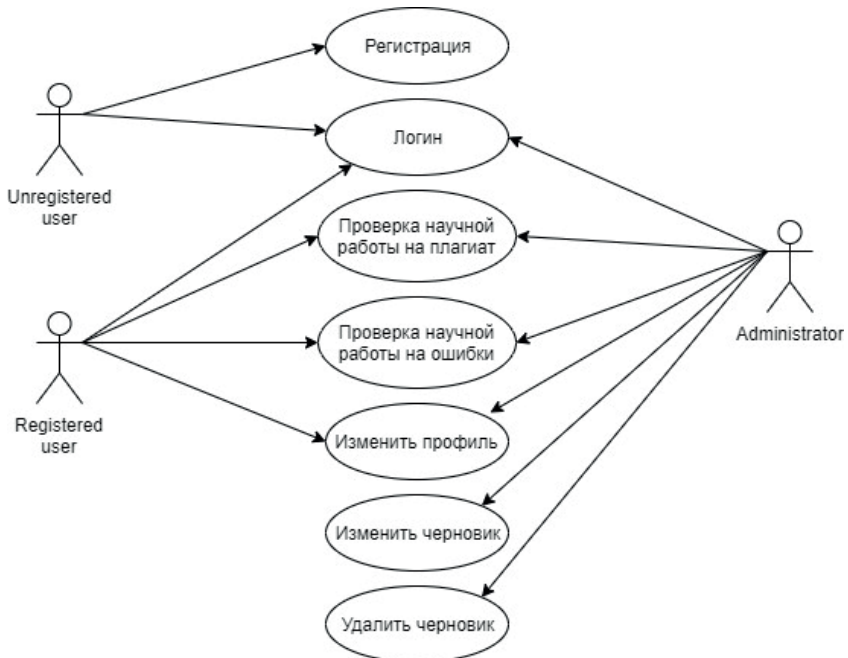 Регистрация
Логин
Unregistered
user
Проверка научной
работы на плагиат
Проверка научной
работы на ошибки
Administrator
Registered
user
Изменить профиль
Изменить черновик
Удалить черновик